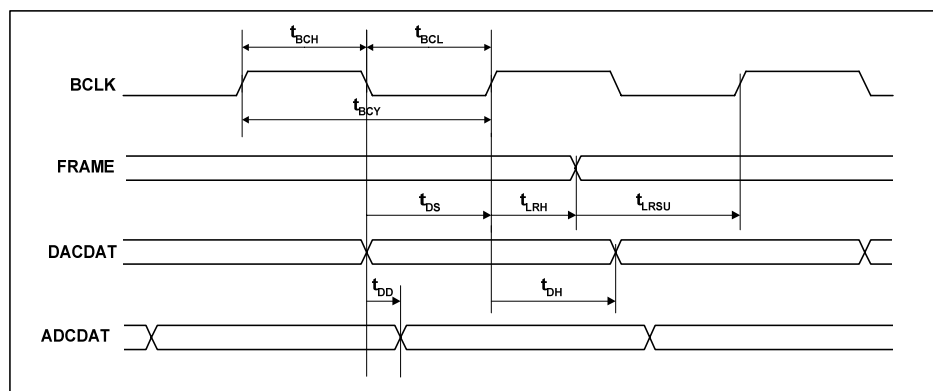 tBCH tBCL
BCLK
tBCY
FRAME
tDS tLRH tLRSU
DACDAT
tDD tDH
ADCDAT